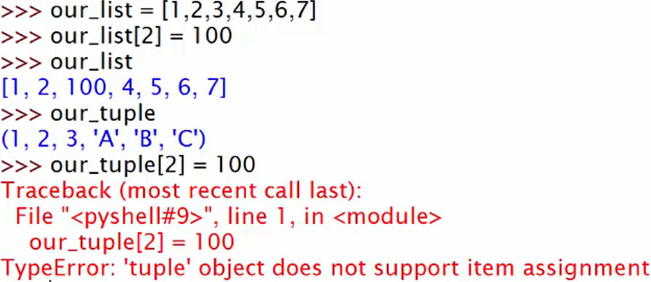 >>> our_list = [1,2,3,4,5,6,7]
>>> our_list[2] = 100
>>> our_list
[1, 2, 100, 4, 5, 6, 7]
>>> our_tuple
(1, 2, 3, 'A', 'B', 'C')
>>> our_tuple[2] = 100
Traceback (most recent call last):
  File "<pyshell#9>", line 1, in <module>
    our_tuple[2] = 100
TypeError: 'tuple' object does not support item assignment